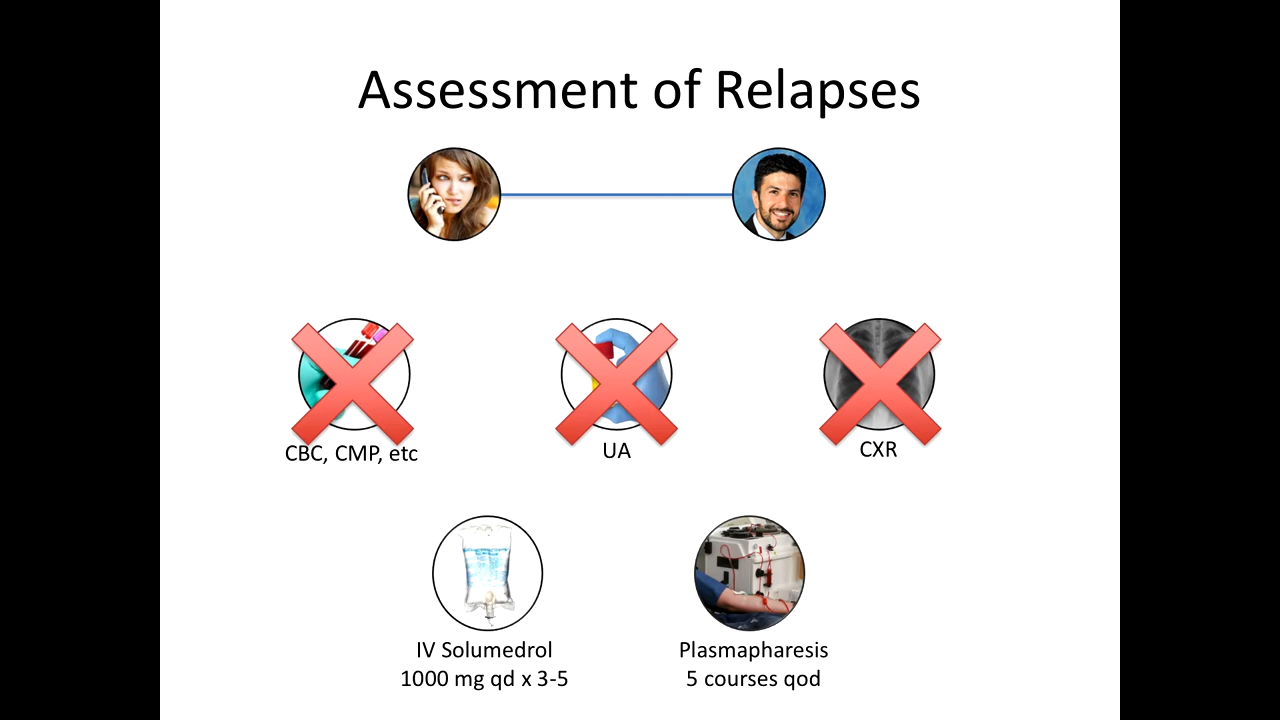 Assessment of Relapses
CBC, CMP, etc
UA
CXR
IV Solumedrol
1000 mg qd x 3-5
Plasmapharesis
5 courses qod